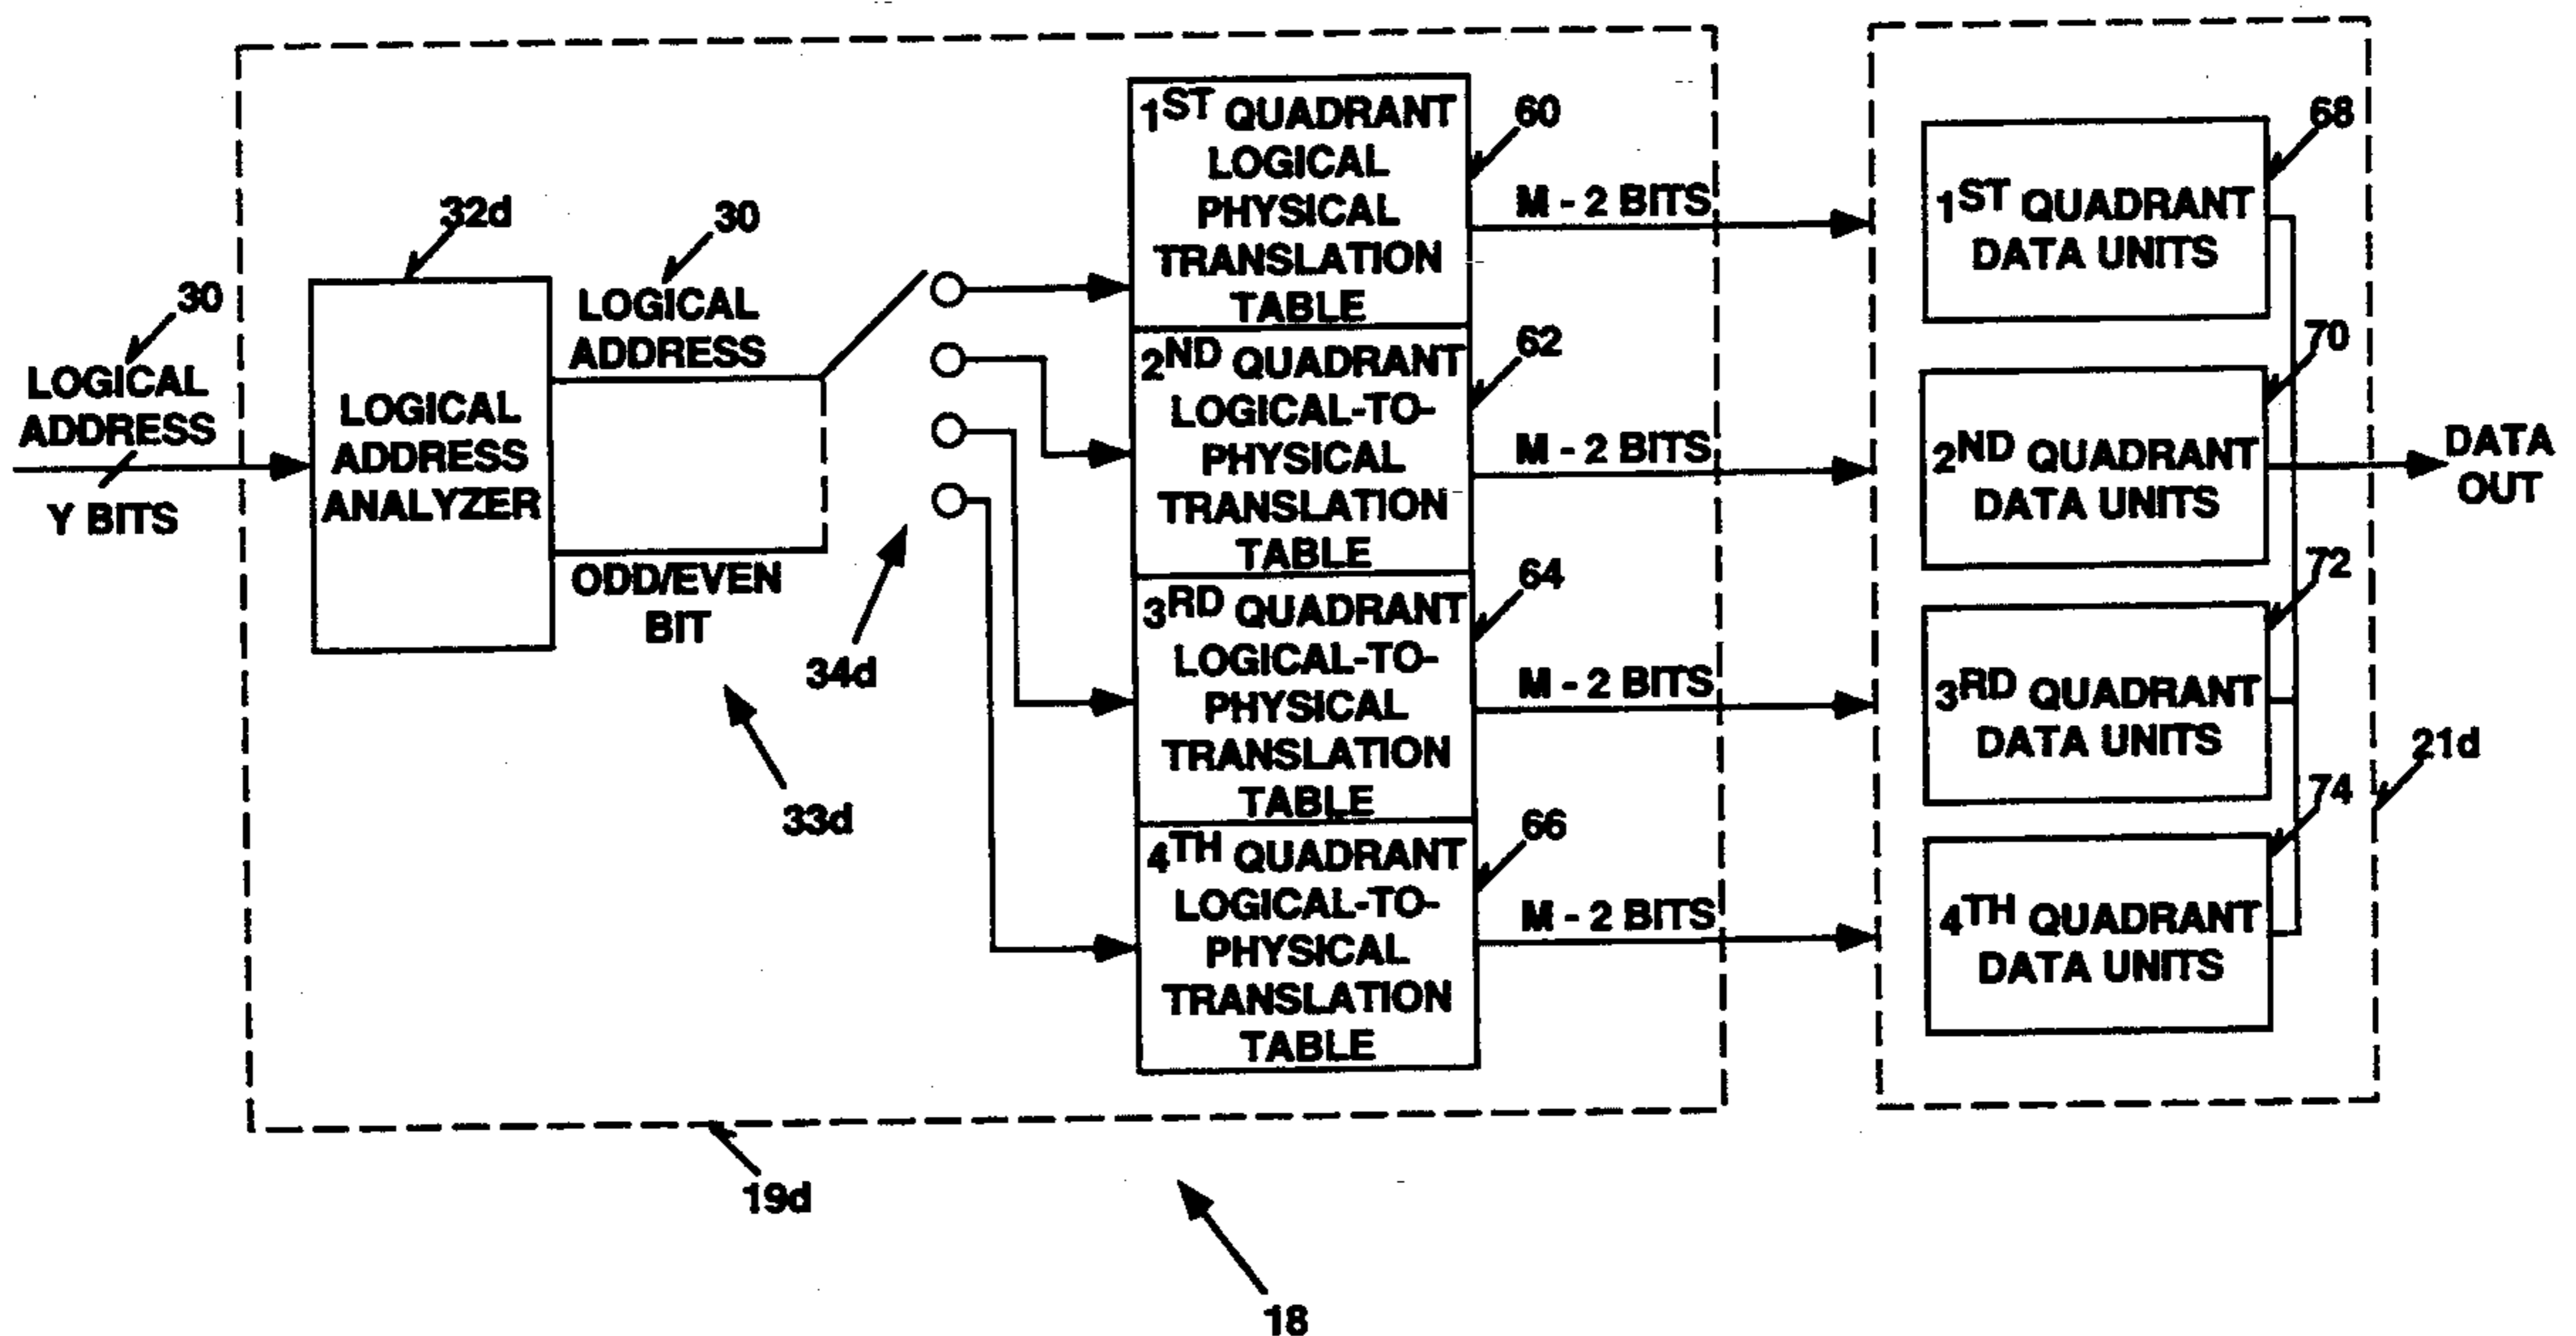 30
LOGICAL
ADDRESS
Y BITS
32d
LOGICAL
ADDRESS
ANALYZER
30
LOGICAL
ADDRESS
ODD/EVEN
BIT
33d
34d
1ST QUADRANT
LOGICAL
PHYSICAL
TRANSLATION
TABLE
60
M - 2 BITS
2ND QUADRANT
LOGICAL-TO-
PHYSICAL
TRANSLATION
TABLE
62
M - 2 BITS
3RD QUADRANT
LOGICAL-TO-
PHYSICAL
TRANSLATION
TABLE
64
M - 2 BITS
4TH QUADRANT
LOGICAL-TO-
PHYSICAL
TRANSLATION
TABLE
66
M - 2 BITS
68
1ST QUADRANT
DATA UNITS
70
2ND QUADRANT
DATA UNITS
72
3RD QUADRANT
DATA UNITS
74
4TH QUADRANT
DATA UNITS
DATA
OUT
21d
19d
18